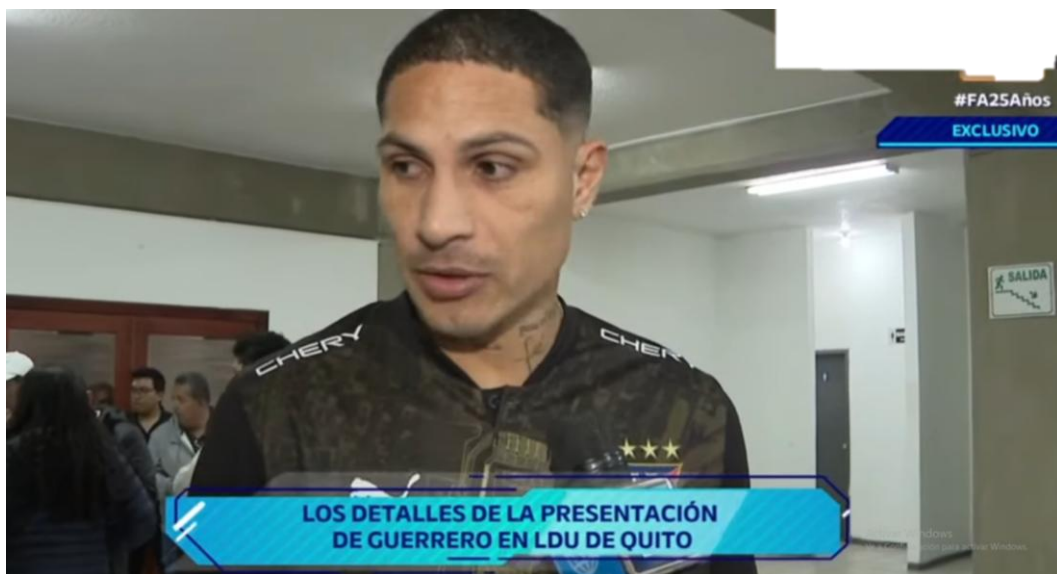 #FA25Años
EXCLUSIVO
SALIDA
CHERY
CHERY
LOS DETALLES DE LA PRESENTACIÓN
DE GUERRERO EN LDU DE QUITO